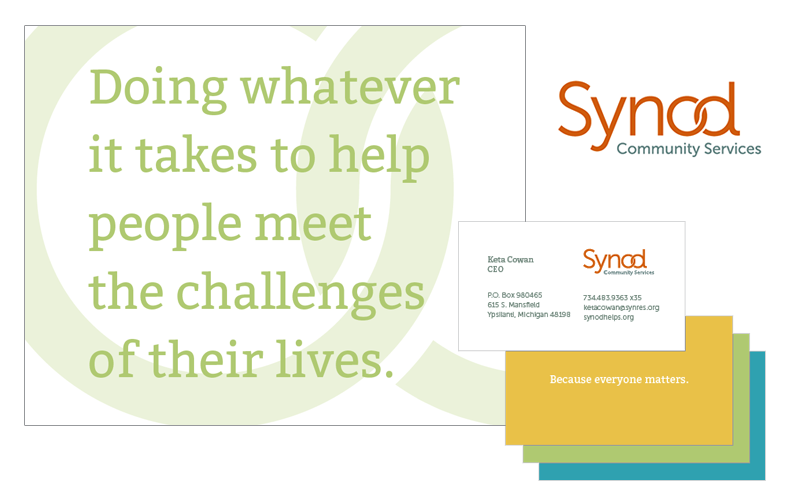 Doing whatever
it takes to help
people meet
the challenges
of their lives.
Synod
Community Services
Keta Cowan
CEO
P.O. Box 980465
615 S. Mansfield
Ypsilanti, Michigan 48198
Synod
Community Services
734.483.9363 x35
ketacowan@synres.org
synodhelps.org
Because everyone matters.